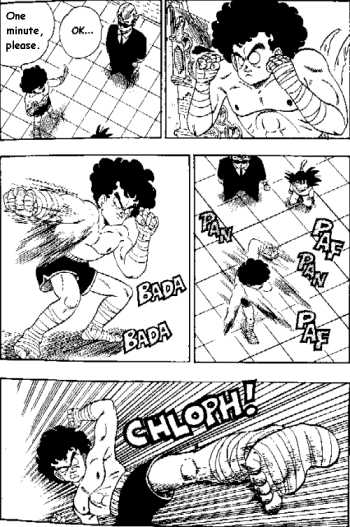 One
minute,
please.
OK...
BADA
BADA
PAN
PAF
PAN
PAF
CHLOPH!